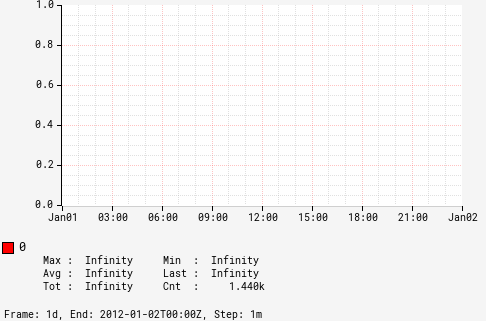 1.0
0.8
0.6
0.4
0.2
0.0
Jan01 03:00 06:00 09:00 12:00 15:00 18:00 21:00 Jan02
0
Max : Infinity Min : Infinity
Avg : Infinity Last : Infinity
Tot : Infinity Cnt : 1.440k
Frame: 1d, End: 2012-01-02T00:00Z, Step: 1m